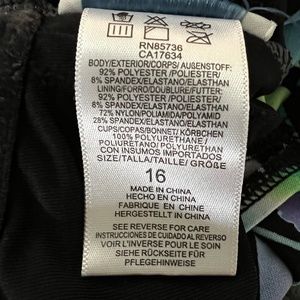 RN85736
CA17634
BODY/EXTERIOR/CORPS/AUßENSTOFF:
92% POLYESTER /POLIESTER/
8% SPANDEX/ELASTANO/ELASTHAN
LINING/FORRO/DOUBLURE/FUTTER:
92% POLYESTER /POLIESTER/
8% SPANDEX/ELASTANO/ELASTHAN
72% NYLON/POLIAMIDA/POLYAMID
28% SPANDEX/ELASTANO/ELASTHAN
CUPS/COPAS/BONNET/ KÖRBCHEN
100% POLYURETHANE/
POLIURETANO/ POLYURETHAN
CON INSUMOS IMPORTADOS
SIZE/TALLA/TAILLE/ GRÖßE
16
MADE IN CHINA
HECHO EN CHINA
FABRIQUE EN CHINE
HERGESTELLT IN CHINA
SEE REVERSE FOR CARE
INSTRUCCIONES DE CUIDADO AL REVERSO
VOIR L'INVERSE POUR LE SOIN
SIEHE RÜCKSEITE FÜR
PFLEGEHINWEISE